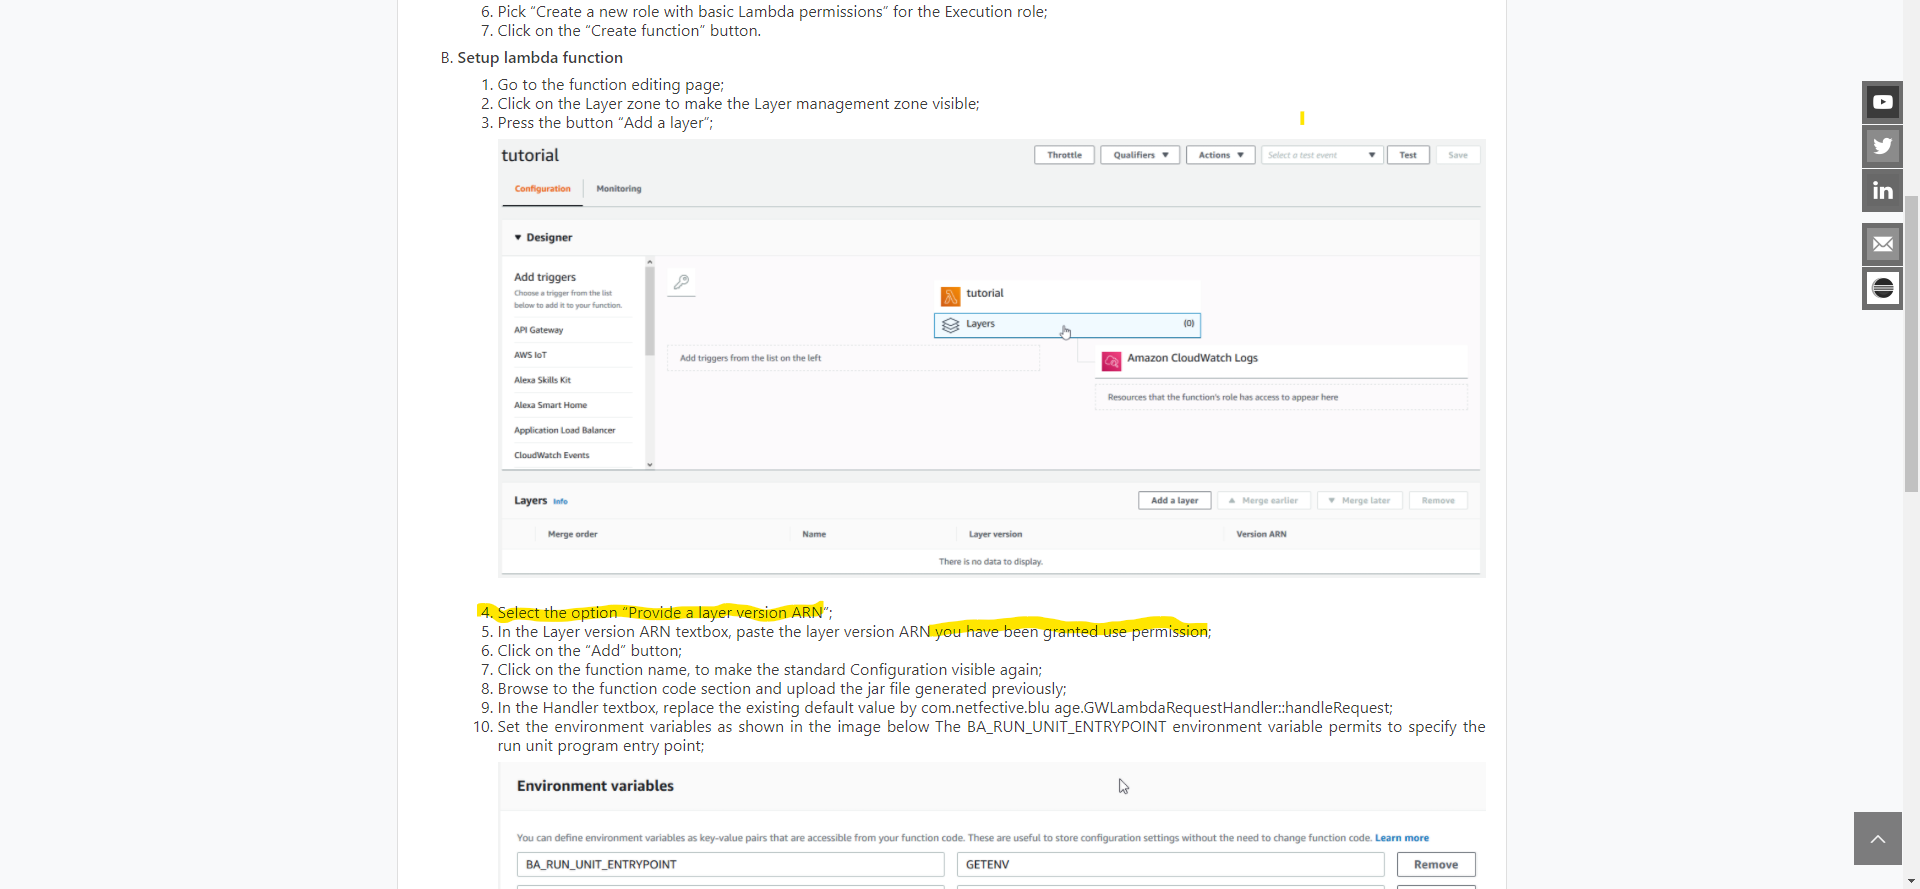 6. Pick “Create a new role with basic Lambda permissions” for the Execution role;
7. Click on the “Create function” button.
B. Setup lambda function
1. Go to the function editing page;
2. Click on the Layer zone to make the Layer management zone visible;
3. Press the button “Add a layer”;
tutorial
Throttle
Qualifiers
Actions
Select a test event
Test
Save
Configuration
Monitoring
Designer
Add triggers
Choose a trigger from the list
below to add it to your function.
API Gateway
AWS IoT
Alexa Skills Kit
Alexa Smart Home
Application Load Balancer
CloudWatch Events
tutorial
Layers (0)
Add triggers from the list on the left
Amazon CloudWatch Logs
Resources that the function's role has access to appear here
Layers Info
Add a layer
Merge earlier
Merge later
Remove
Merge order
Name
Layer version
Version ARN
There is no data to display.
4. Select the option “Provide a layer version ARN”;
5. In the Layer version ARN textbox, paste the layer version ARN you have been granted use permission;
6. Click on the “Add” button;
7. Click on the function name, to make the standard Configuration visible again;
8. Browse to the function code section and upload the jar file generated previously;
9. In the Handler textbox, replace the existing default value by com.netfective.blu age.GWLambdaRequestHandler::handleRequest;
10. Set the environment variables as shown in the image below The BA_RUN_UNIT_ENTRYPOINT environment variable permits to specify the
run unit program entry point;
Environment variables
You can define environment variables as key-value pairs that are accessible from your function code. These are useful to store configuration settings without the need to change function code. Learn more
BA_RUN_UNIT_ENTRYPOINT
GETENV
Remove
in